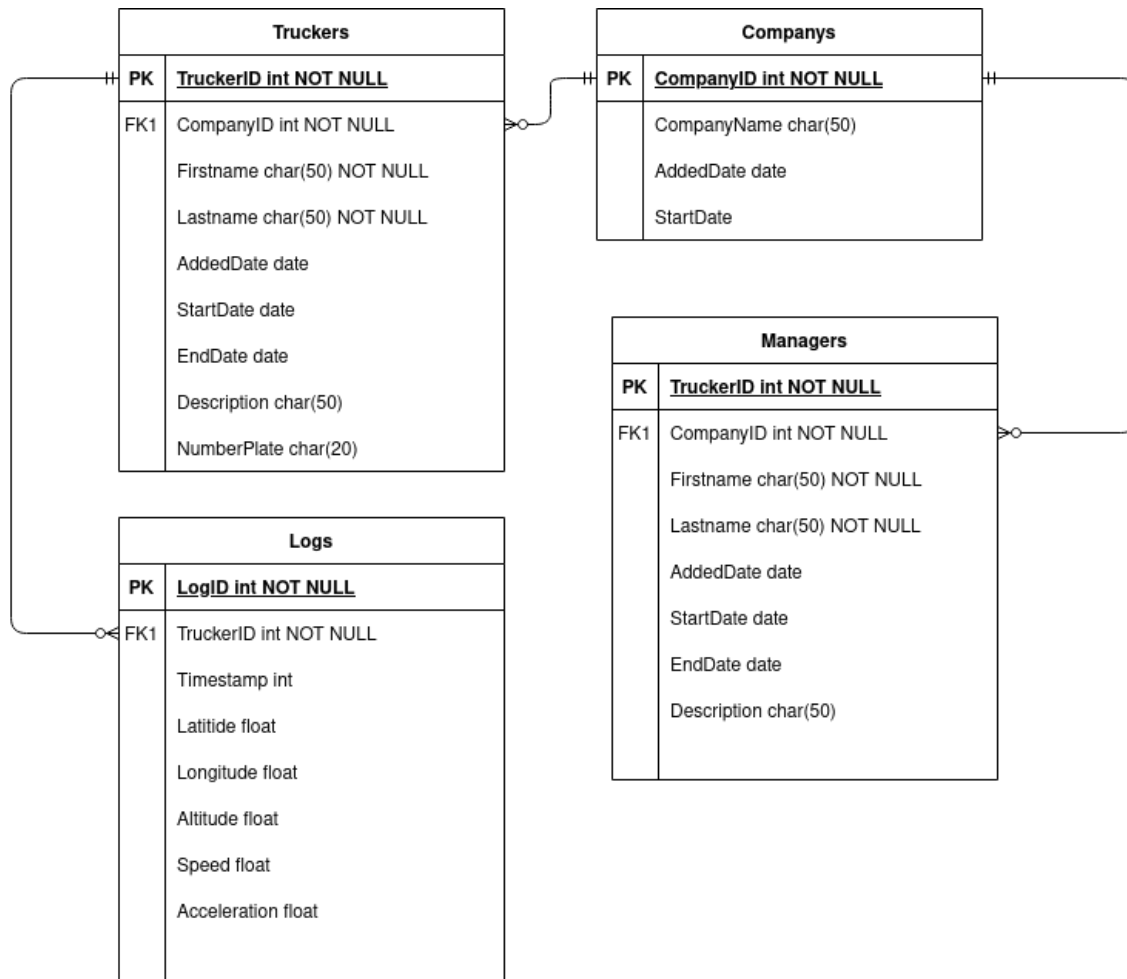 Truckers
PK TruckerID int NOT NULL
FK1 CompanyID int NOT NULL
Firstname char(50) NOT NULL
Lastname char(50) NOT NULL
AddedDate date
StartDate date
EndDate date
Description char(50)
NumberPlate char(20)
Companys
PK CompanyID int NOT NULL
CompanyName char(50)
AddedDate date
StartDate
Managers
PK TruckerID int NOT NULL
FK1 CompanyID int NOT NULL
Firstname char(50) NOT NULL
Lastname char(50) NOT NULL
AddedDate date
StartDate date
EndDate date
Description char(50)
Logs
PK LogID int NOT NULL
FK1 TruckerID int NOT NULL
Timestamp int
Latitide float
Longitude float
Altitude float
Speed float
Acceleration float